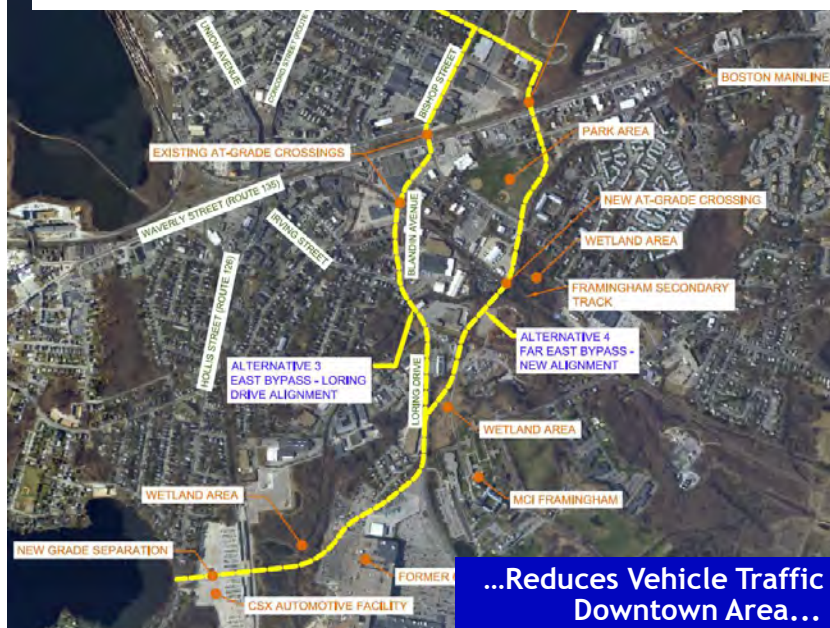 UNION AVENUE
CONCORD STREET (ROUTE
BISHOP STREET
BOSTON MAINLINE
PARK AREA
EXISTING AT-GRADE CROSSINGS
NEW AT-GRADE CROSSING
WAVERLY STREET (ROUTE 135)
IRVING STREET
BLANDIN AVENUE
WETLAND AREA
HOLLIS STREET (ROUTE 126)
FRAMINGHAM SECONDARY
TRACK
ALTERNATIVE 3
EAST BYPASS - LORING
DRIVE ALIGNMENT
ALTERNATIVE 4
FAR EAST BYPASS -
NEW ALIGNMENT
LORING DRIVE
WETLAND AREA
WETLAND AREA
MCI FRAMINGHAM
NEW GRADE SEPARATION
FORMER
CSX AUTOMOTIVE FACILITY
...Reduces Vehicle Traffic
Downtown Area...